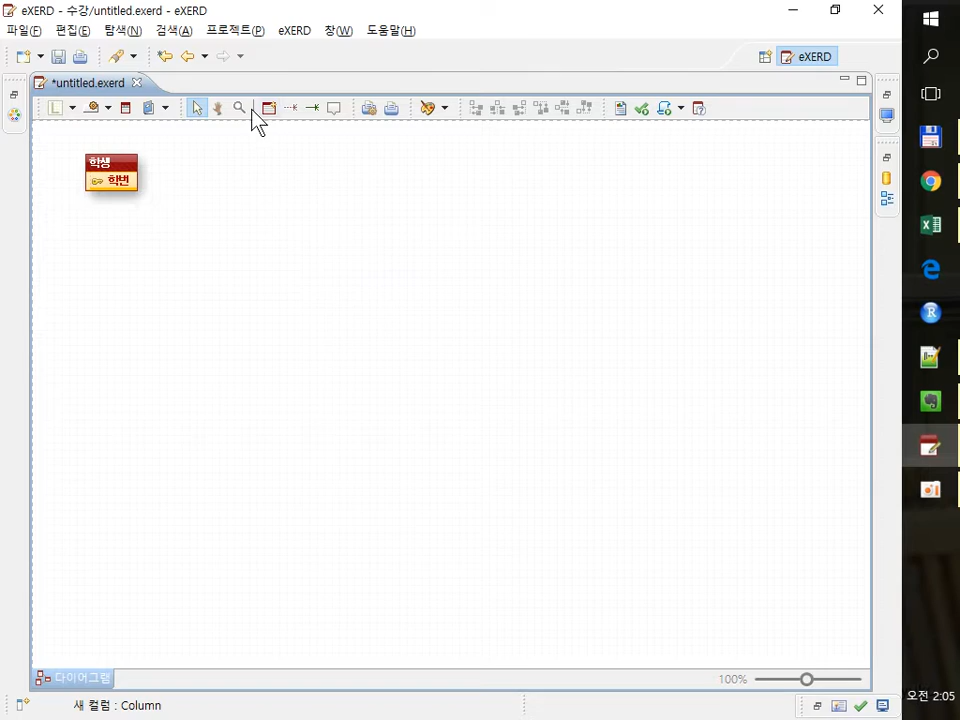 eXERD - 수강/untitled.exerd - eXERD
파일(F) 편집(E) 탐색(N) 검색(A) 프로젝트(P) eXERD 창(W) 도움말(H)
eXERD
*untitled.exerd
학생
학번
다이어그램
100%
새 컬럼 : Column
오전 2:05